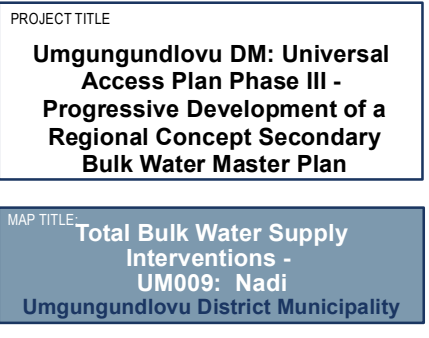 PROJECT TITLE
Umgungundlovu DM: Universal
Access Plan Phase III -
Progressive Development of a
Regional Concept Secondary
Bulk Water Master Plan
MAP TITLE:
Total Bulk Water Supply
Interventions -
UM009: Nadi
Umgungundlovu District Municipality